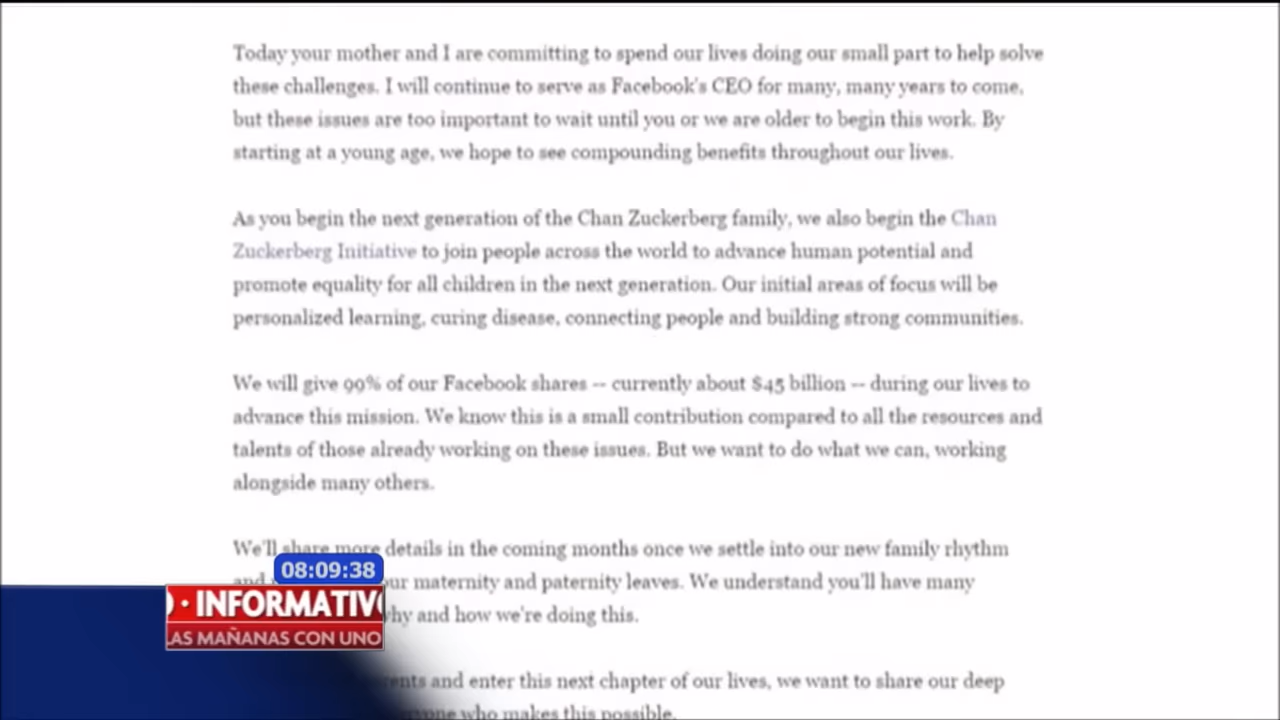 Today your mother and I are committing to spend our lives doing our small part to help solve
these challenges. I will continue to serve as Facebook's CEO for many, many years to come,
but these issues are too important to wait until you or we are older to begin this work. By
starting at a young age, we hope to see compounding benefits throughout our lives.
As you begin the next generation of the Chan Zuckerberg family, we also begin the Chan
Zuckerberg Initiative to join people across the world to advance human potential and
promote equality for all children in the next generation. Our initial areas of focus will be
personalized learning, curing disease, connecting people and building strong communities.
We will give 99% of our Facebook shares -- currently about $45 billion -- during our lives to
advance this mission. We know this is a small contribution compared to all the resources and
talents of those already working on these issues. But we want to do what we can, working
alongside many others.
We'll share more details in the coming months once we settle into our new family rhythm
and our maternity and paternity leaves. We understand you'll have many
and how we're doing this.
and enter this next chapter of our lives, we want to share our deep
who makes this possible.
08:09:38
· INFORMATIV
LAS MAÑANAS CON UNO